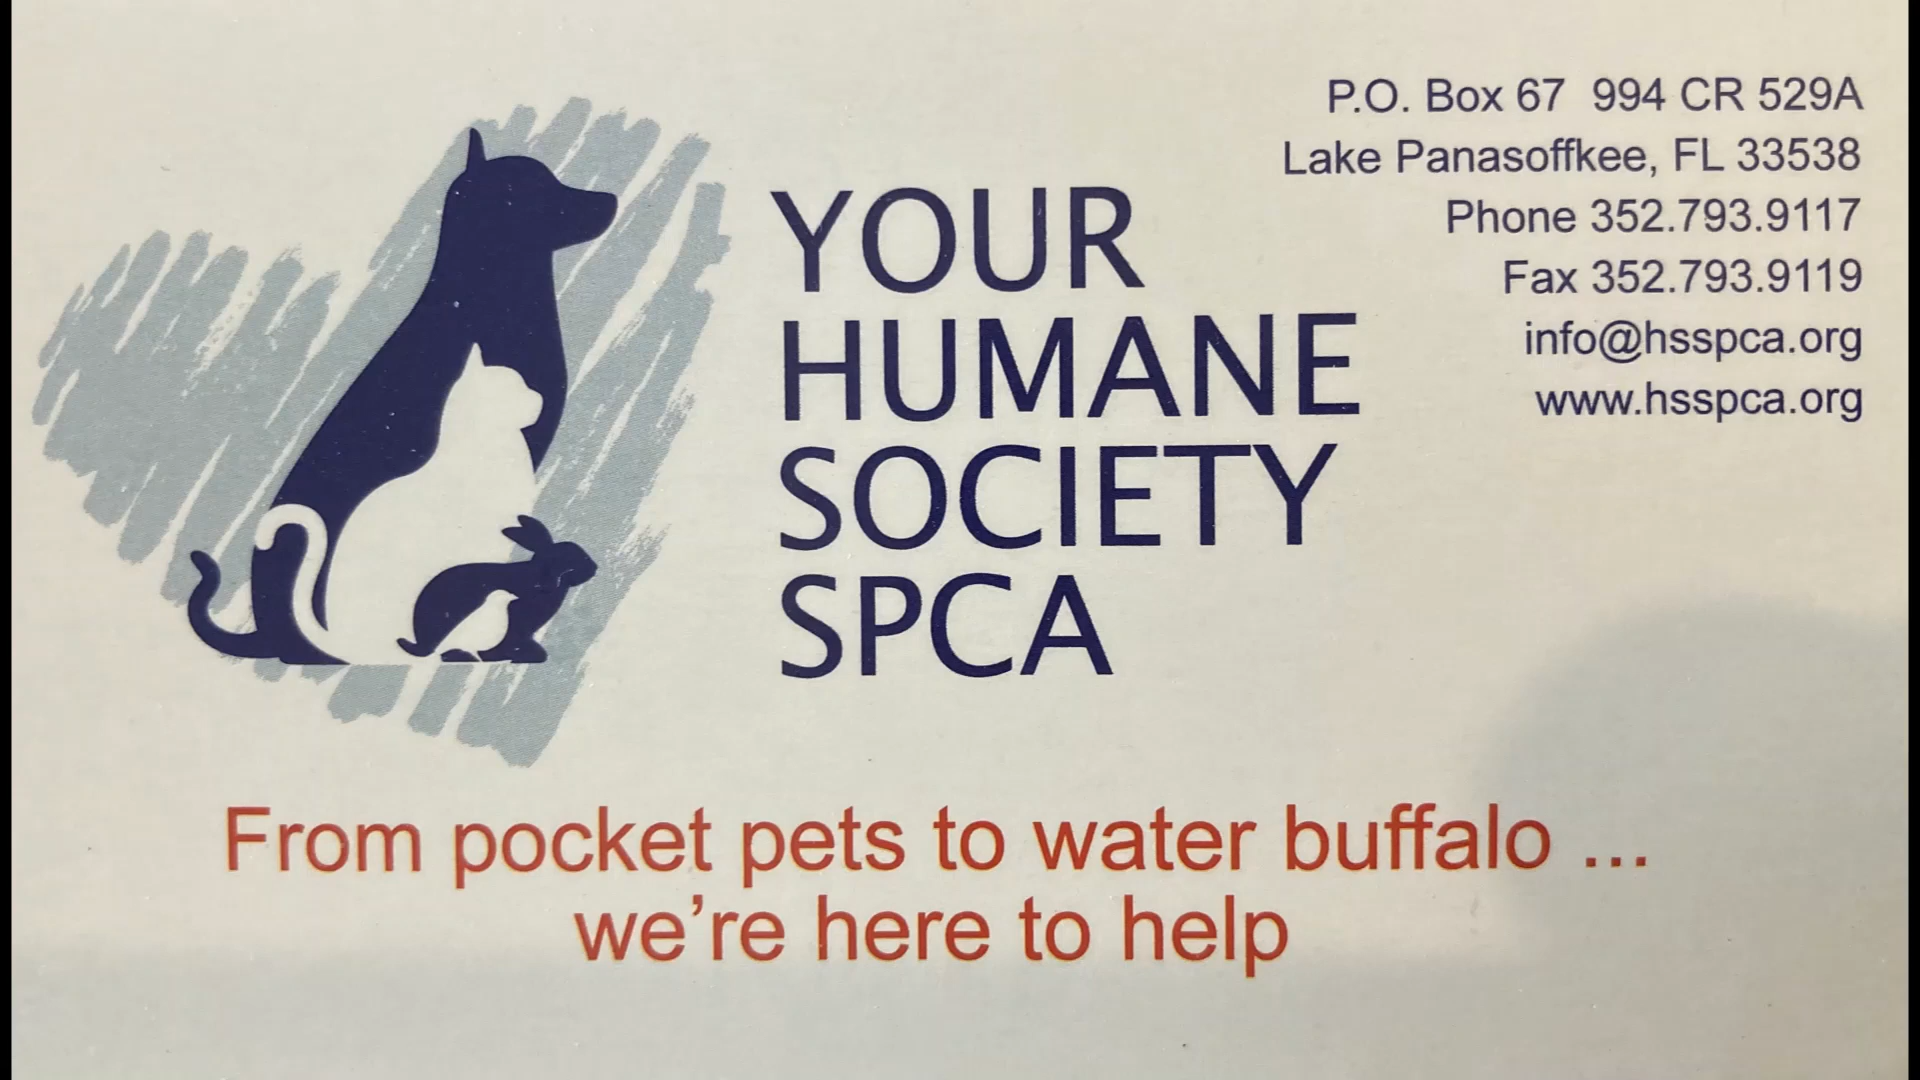 P.O. Box 67  994 CR 529A
Lake Panasoffkee, FL 33538
Phone 352.793.9117
Fax 352.793.9119
info@hsspca.org
www.hsspca.org
YOUR
HUMANE
SOCIETY
SPCA
From pocket pets to water buffalo ...
we're here to help